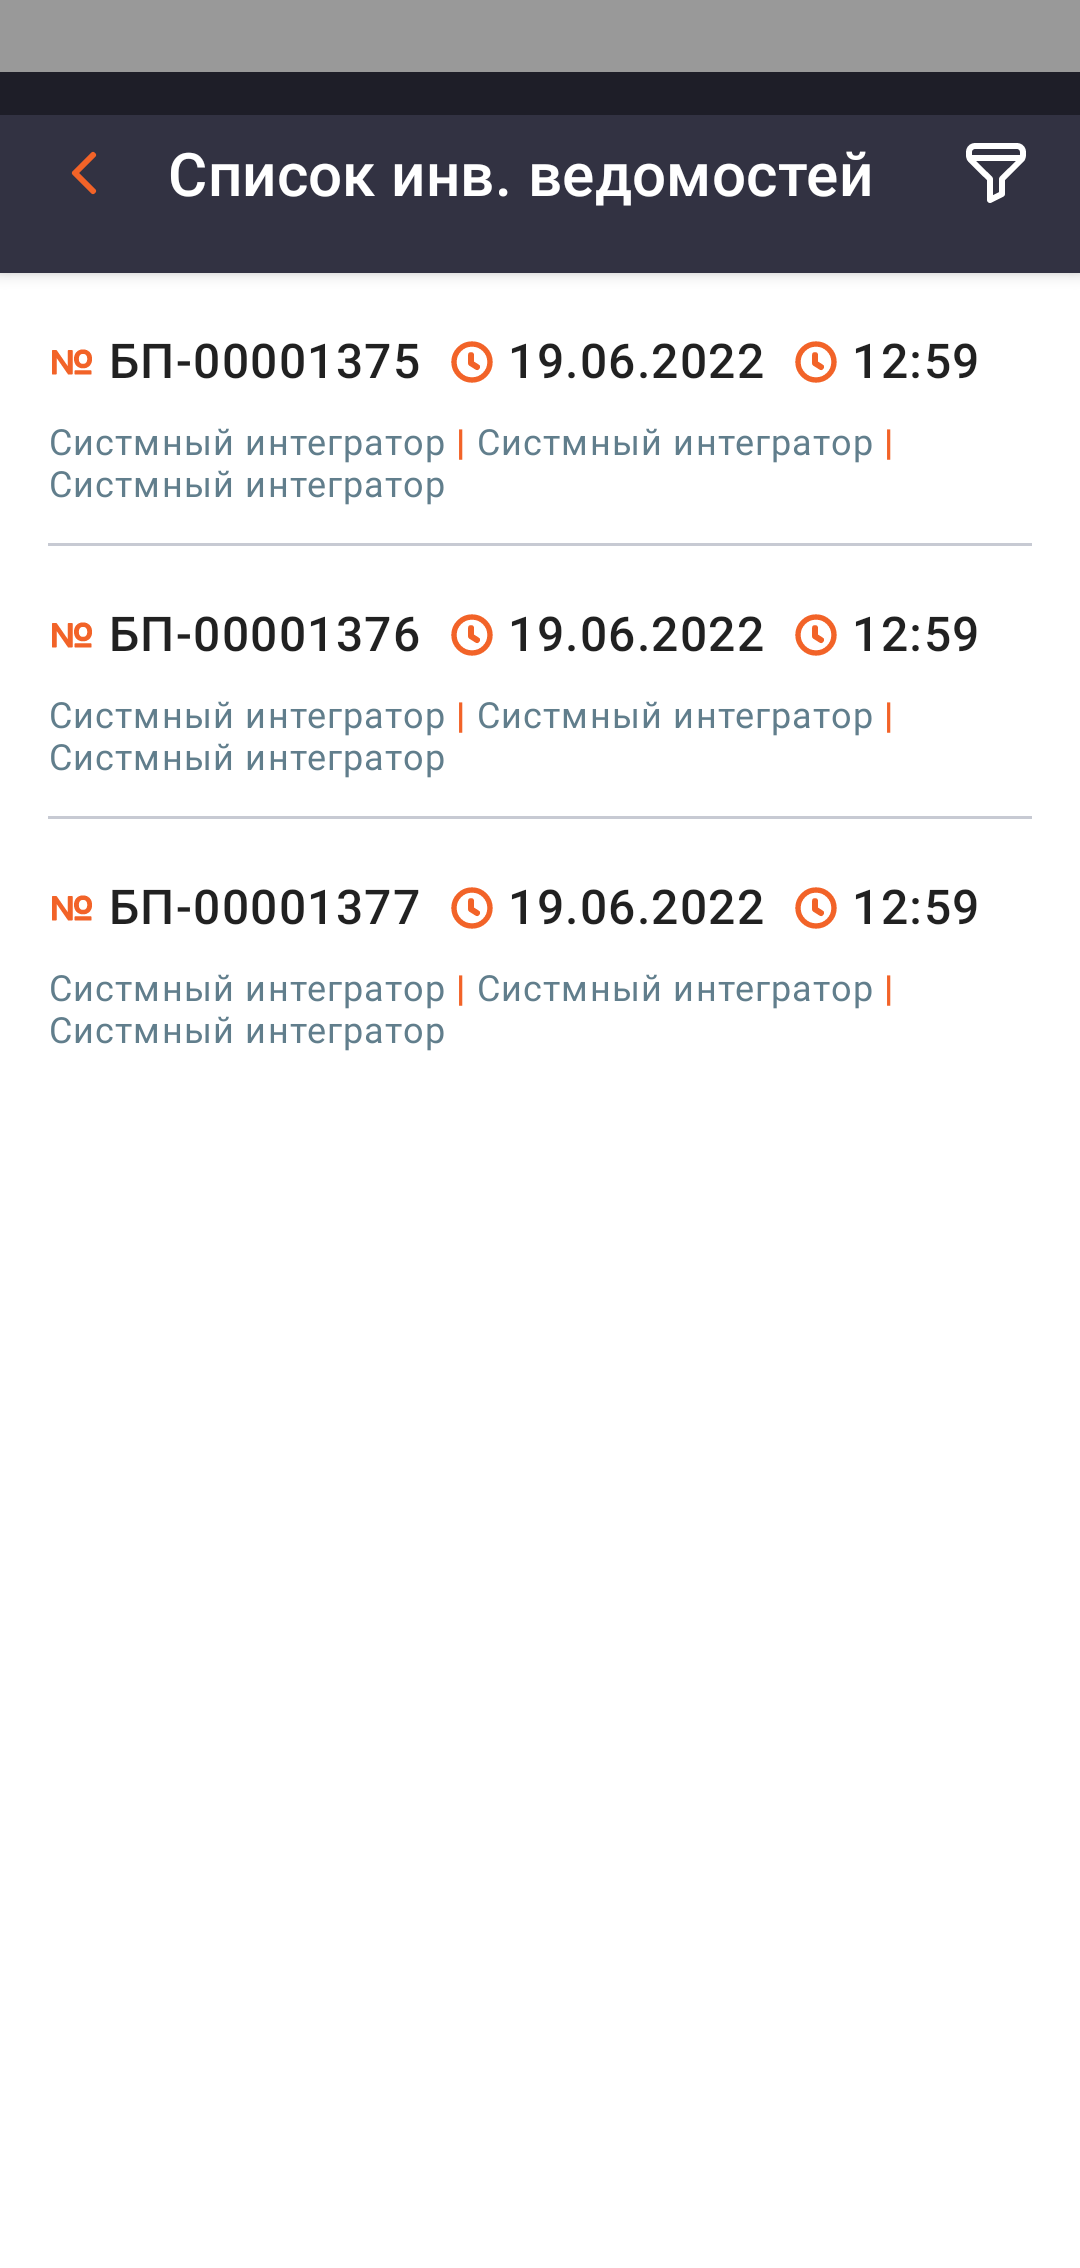 Список инв. ведомостей
№ БП-00001375 19.06.2022 12:59
Систмный интегратор | Систмный интегратор |
Систмный интегратор
№ БП-00001376 19.06.2022 12:59
Систмный интегратор | Систмный интегратор |
Систмный интегратор
№ БП-00001377 19.06.2022 12:59
Систмный интегратор | Систмный интегратор |
Систмный интегратор